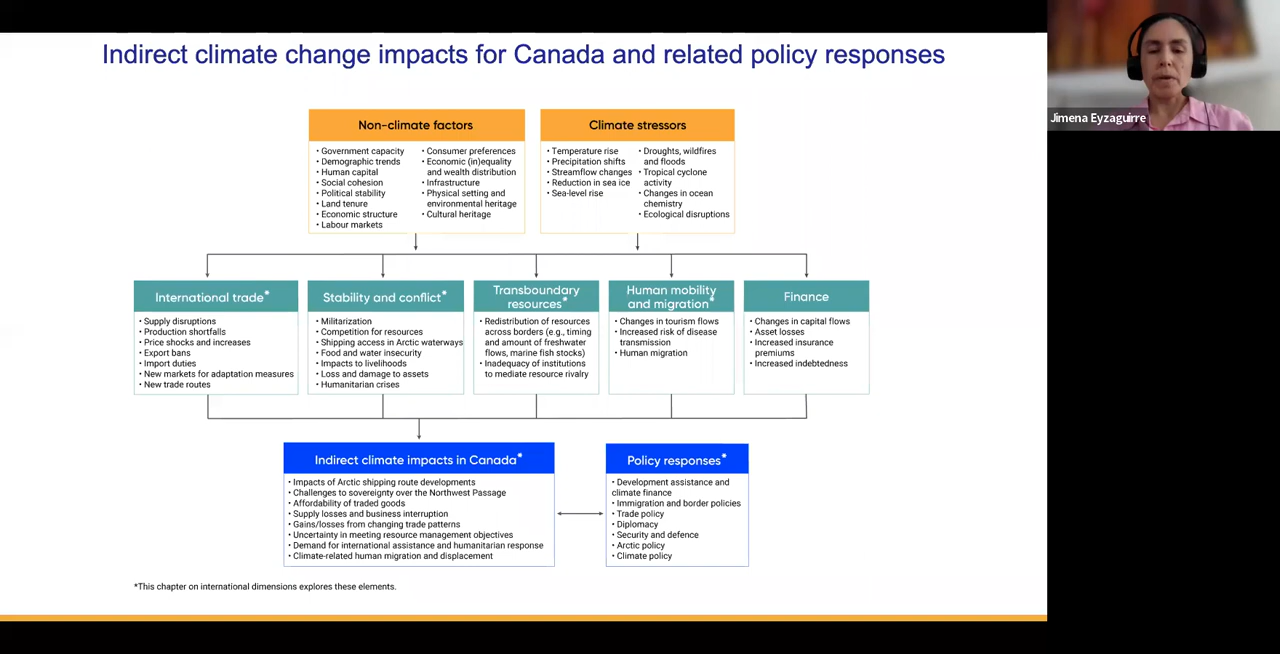 Indirect climate change impacts for Canada and related policy responses
Jimena Eyzaguirre
Non-climate factors
• Government capacity
• Demographic trends
• Human capital
• Social cohesion
• Political stability
• Land tenure
• Economic structure
• Labour markets
• Consumer preferences
• Economic (in)equality
and wealth distribution
• Infrastructure
• Physical setting and
environmental heritage
• Cultural heritage
Climate stressors
• Temperature rise
• Precipitation shifts
• Streamflow changes
• Reduction in sea ice
• Sea-level rise
• Droughts, wildfires
and floods
• Tropical cyclone
activity
• Changes in ocean
chemistry
• Ecological disruptions
International trade*
• Supply disruptions
• Production shortfalls
• Price shocks and increases
• Export bans
• Import duties
• New markets for adaptation measures
• New trade routes
Stability and conflict*
• Militarization
• Competition for resources
• Shipping access in Arctic waterways
• Food and water insecurity
• Impacts to livelihoods
• Loss and damage to assets
• Humanitarian crises
Transboundary
resources*
• Redistribution of resources
across borders (e.g., timing
and amount of freshwater
flows, marine fish stocks)
• Inadequacy of institutions
to mediate resource rivalry
Human mobility
and migration*
• Changes in tourism flows
• Increased risk of disease
transmission
• Human migration
Finance
• Changes in capital flows
• Asset losses
• Increased insurance
premiums
• Increased indebtedness
Indirect climate impacts in Canada*
• Impacts of Arctic shipping route developments
• Challenges to sovereignty over the Northwest Passage
• Affordability of traded goods
• Supply losses and business interruption
• Gains/losses from changing trade patterns
• Uncertainty in meeting resource management objectives
• Demand for international assistance and humanitarian response
• Climate-related human migration and displacement
Policy responses*
• Development assistance and
climate finance
• Immigration and border policies
• Trade policy
• Diplomacy
• Security and defence
• Arctic policy
• Climate policy
*This chapter on international dimensions explores these elements.